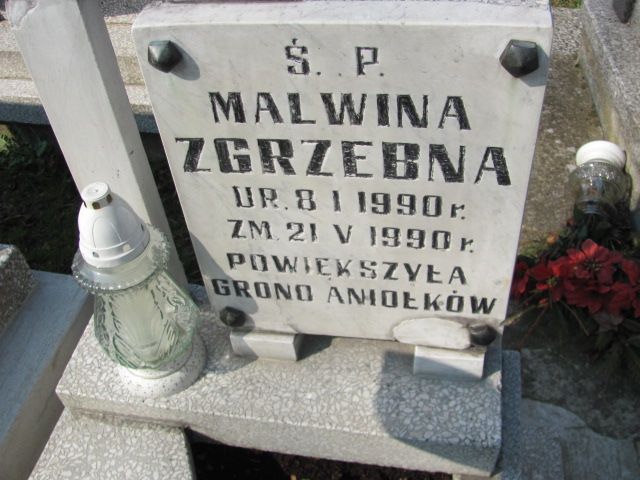 Ś. P.
MALWINA
ZGRZEBNA
UR. 8 I 1990 r.
ZM. 21 V 1990 r.
POWIĘKSZYŁA
GRONO ANIOŁKÓW